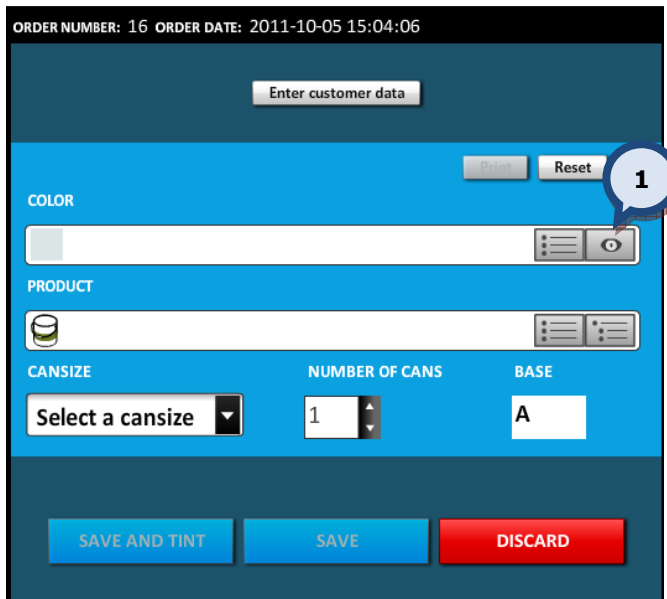 ORDER NUMBER: 16 ORDER DATE: 2011-10-05 15:04:06
Enter customer data
Print Reset
1
COLOR
PRODUCT
CANSIZE NUMBER OF CANS BASE
Select a cansize 1 A
SAVE AND TINT SAVE DISCARD